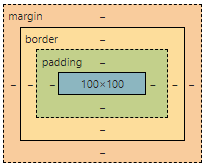 margin –
border –
padding –
– – – 100×100 – – –
–
–
–